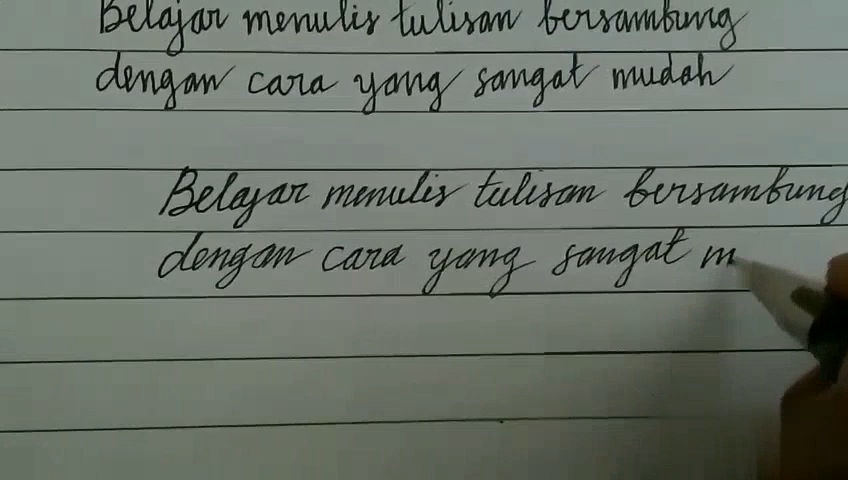 Belajar menulis tulisan bersambung
dengan cara yang sangat mudah
Belajar menulis tulisan bersambung
dengan cara yang sangat m